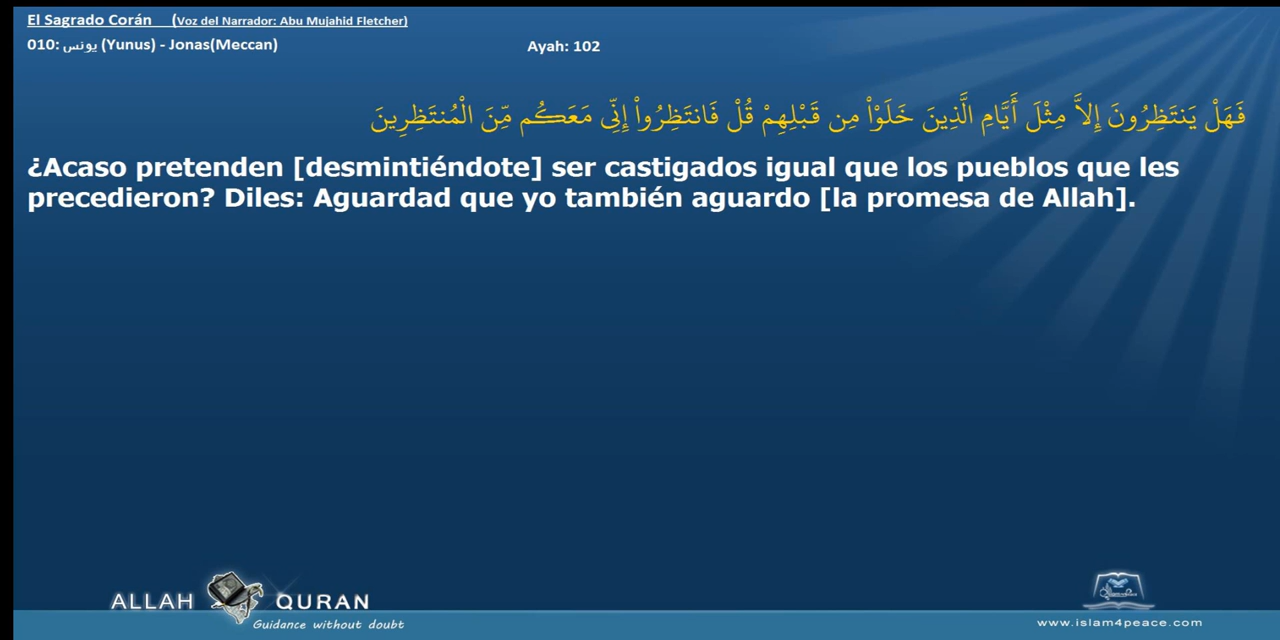 El Sagrado Corán (Voz del Narrador: Abu Mujahid Fletcher)
010: يونس (Yunus) - Jonas(Meccan)
Ayah: 102
فَهَلْ يَنتَظِرُونَ إِلاَّ مِثْلَ أَيَّامِ الَّذِينَ خَلَوْاْ مِن قَبْلِهِمْ قُلْ فَانتَظِرُواْ إِنِّي مَعَكُم مِّنَ الْمُنتَظِرِينَ
¿Acaso pretenden [desmintiéndote] ser castigados igual que los pueblos que les
precedieron? Diles: Aguardad que yo también aguardo [la promesa de Allah].
ALLAH QURAN
Guidance without doubt
www.islam4peace.com